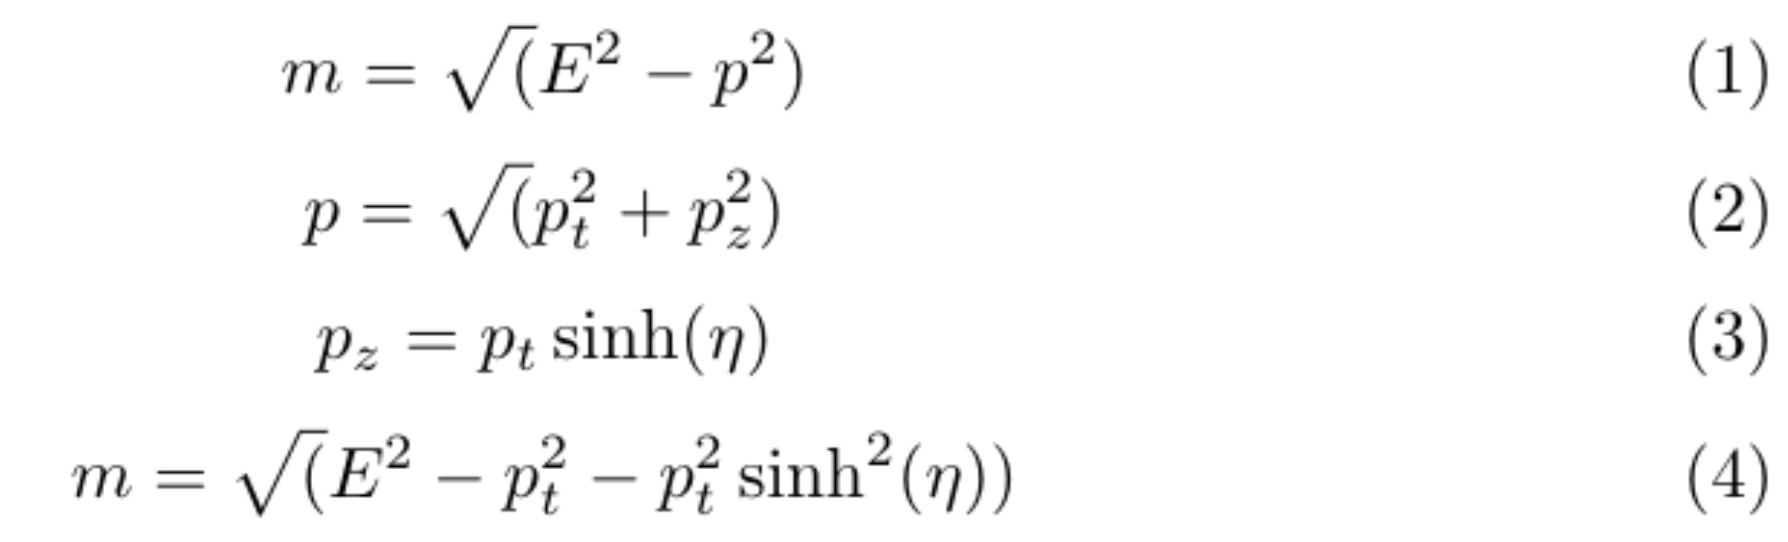 m = √(E² − p²) (1)
p = √(p_t² + p_z²) (2)
p_z = p_t sinh(η) (3)
m = √(E² − p_t² − p_t² sinh²(η)) (4)